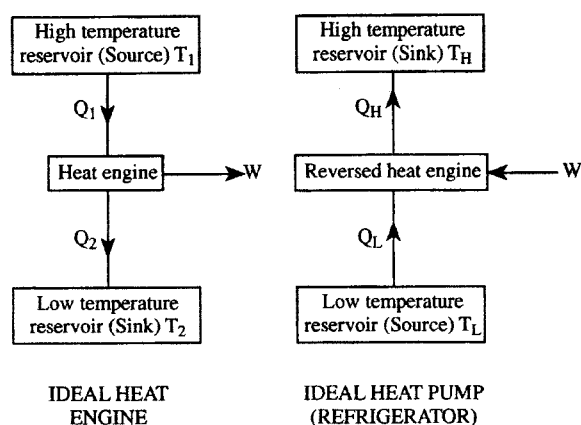 High temperature
reservoir (Source) T1
Q1
Heat engine
W
Q2
Low temperature
reservoir (Sink) T2
IDEAL HEAT
ENGINE
High temperature
reservoir (Sink) TH
QH
Reversed heat engine
W
QL
Low temperature
reservoir (Source) TL
IDEAL HEAT PUMP
(REFRIGERATOR)